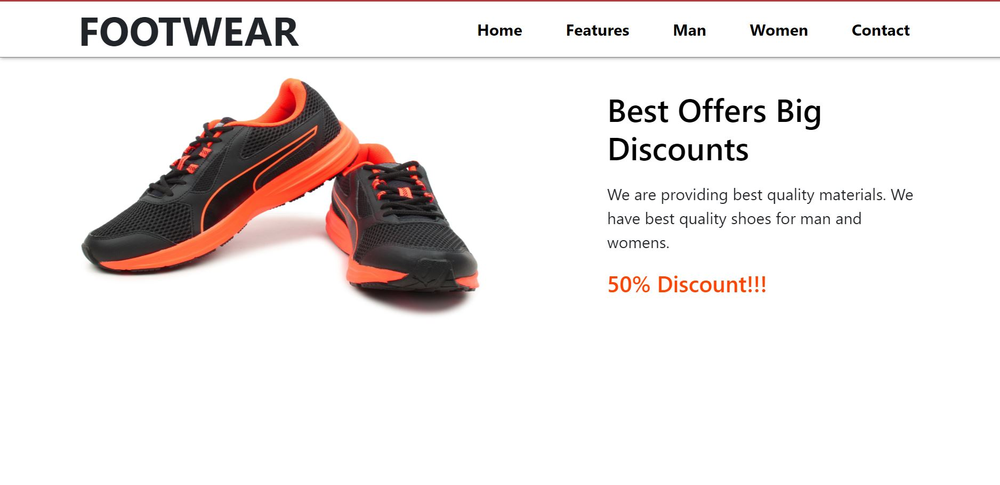 FOOTWEAR
Home Features Man Women Contact
Best Offers Big
Discounts
We are providing best quality materials. We
have best quality shoes for man and
womens.
50% Discount!!!